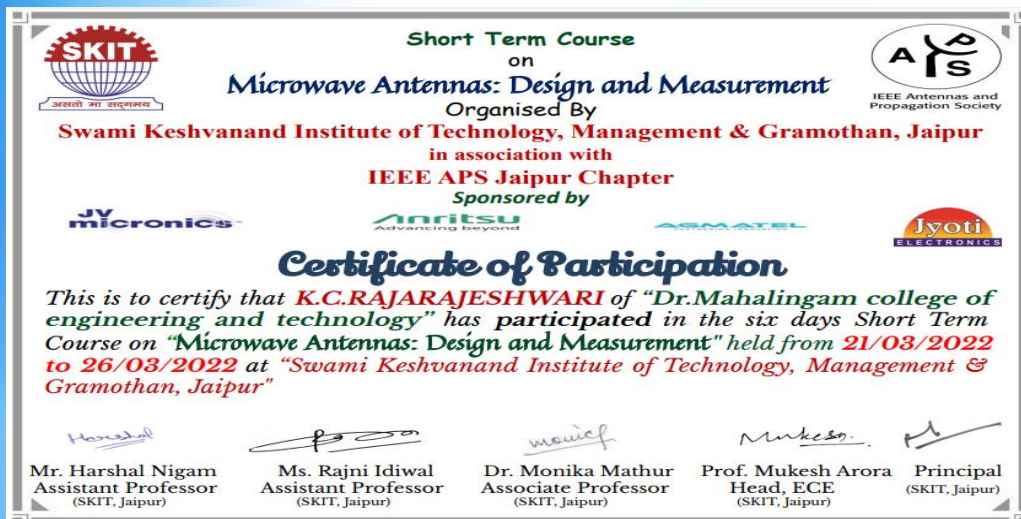 SKIT
असतो मा सद्गमय
Short Term Course
on
Microwave Antennas: Design and Measurement
Organised By
A P S
IEEE Antennas and
Propagation Society
Swami Keshvanand Institute of Technology, Management & Gramothan, Jaipur
in association with
IEEE APS Jaipur Chapter
Sponsored by
JV
micronics
Anritsu
Advancing beyond
AGMATEL
Jyoti
ELECTRONICS
Certificate of Participation
This is to certify that K.C.RAJARAJESHWARI of “Dr.Mahalingam college of
engineering and technology” has participated in the six days Short Term
Course on “Microwave Antennas: Design and Measurement" held from 21/03/2022
to 26/03/2022 at “Swami Keshvanand Institute of Technology, Management &
Gramothan, Jaipur"
Harshal
Mukesh
Mr. Harshal Nigam
Assistant Professor
(SKIT, Jaipur)
Ms. Rajni Idiwal
Assistant Professor
(SKIT, Jaipur)
Dr. Monika Mathur
Associate Professor
(SKIT, Jaipur)
Prof. Mukesh Arora
Head, ECE
(SKIT, Jaipur)
Principal
(SKIT, Jaipur)